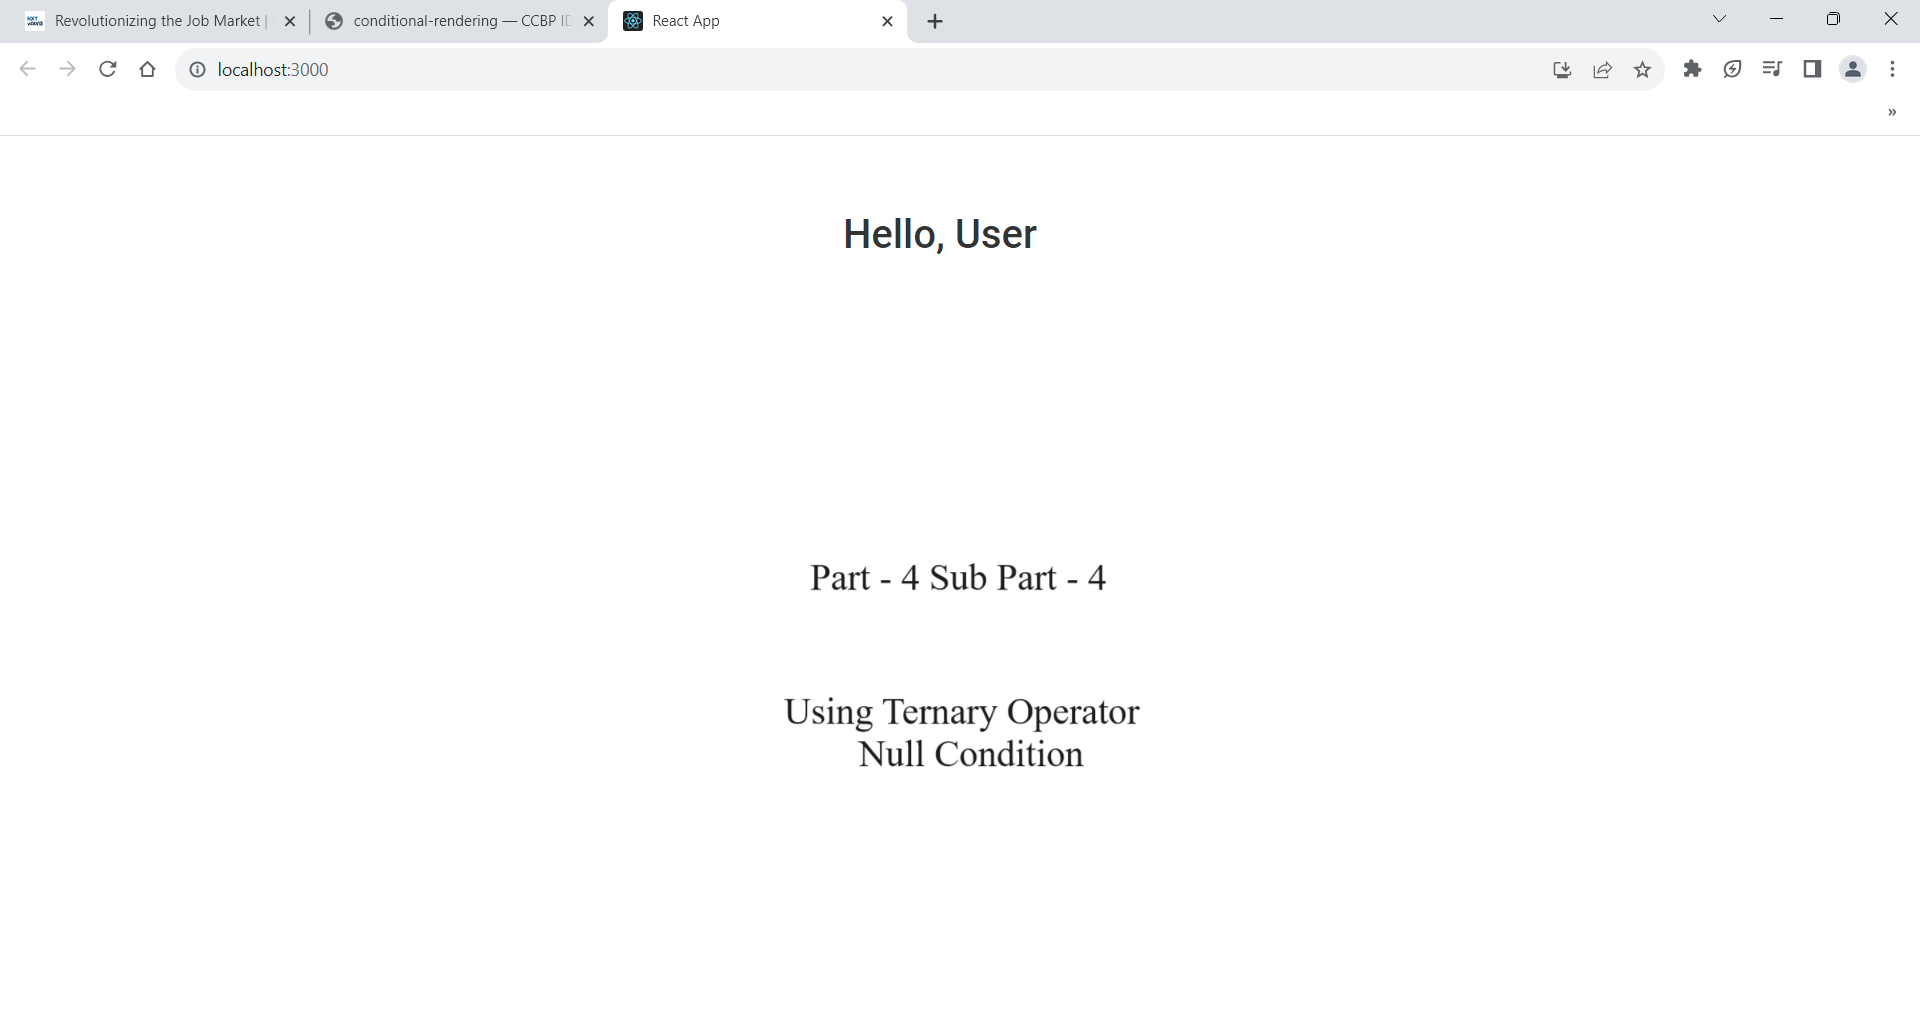 Revolutionizing the Job Market |
conditional-rendering — CCBP
React App
localhost:3000
»
Hello, User
Part - 4 Sub Part - 4
Using Ternary Operator
Null Condition